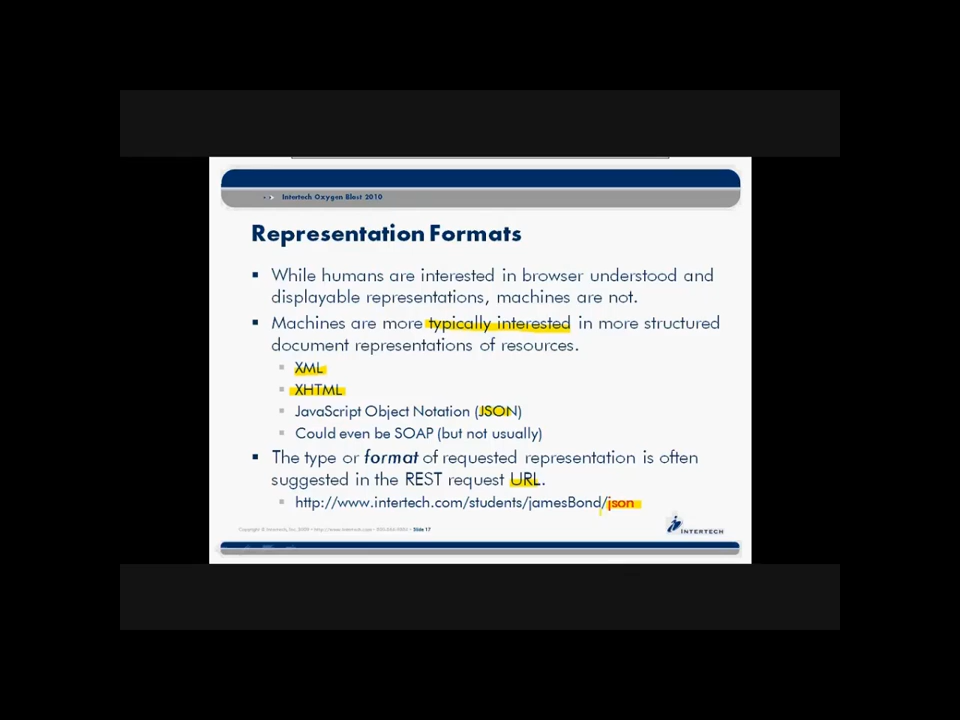 Intertech Oxygen Blast 2010
Representation Formats
While humans are interested in browser understood and
displayable representations, machines are not.
Machines are more typically interested in more structured
document representations of resources.
XML
XHTML
JavaScript Object Notation (JSON)
Could even be SOAP (but not usually)
The type or format of requested representation is often
suggested in the REST request URL.
http://www.intertech.com/students/jamesBond/json
Copyright © Intertech, Inc. 2009 • http://www.intertech.com • 800-866-9884 • Slide 17
INTERTECH